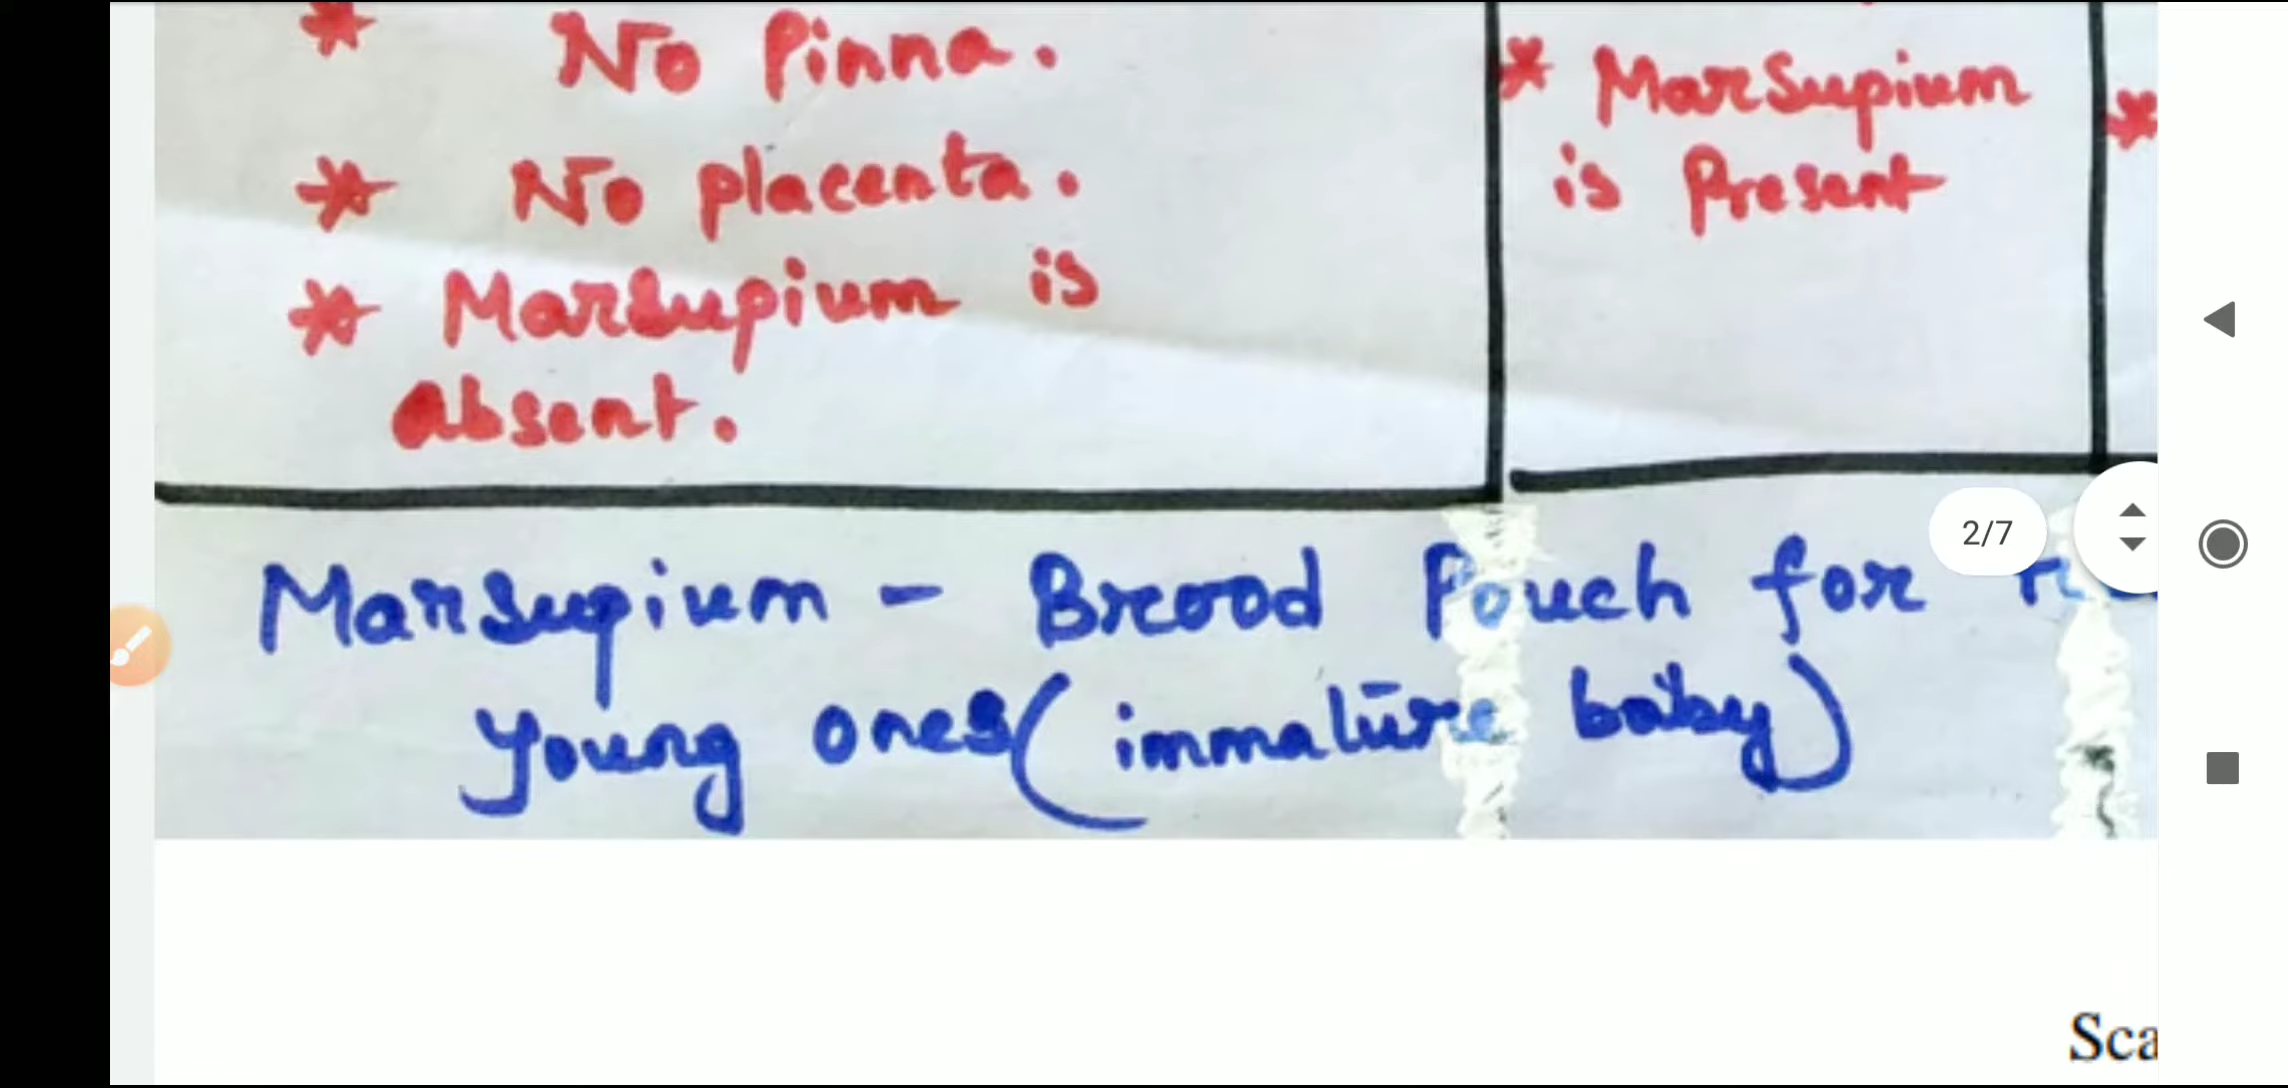 No Pinna.
No placenta.
Marsupium is
absent.
Marsupium
is Present
Marsupium - Brood Pouch for
young ones (immature baby)
2/7
Sca